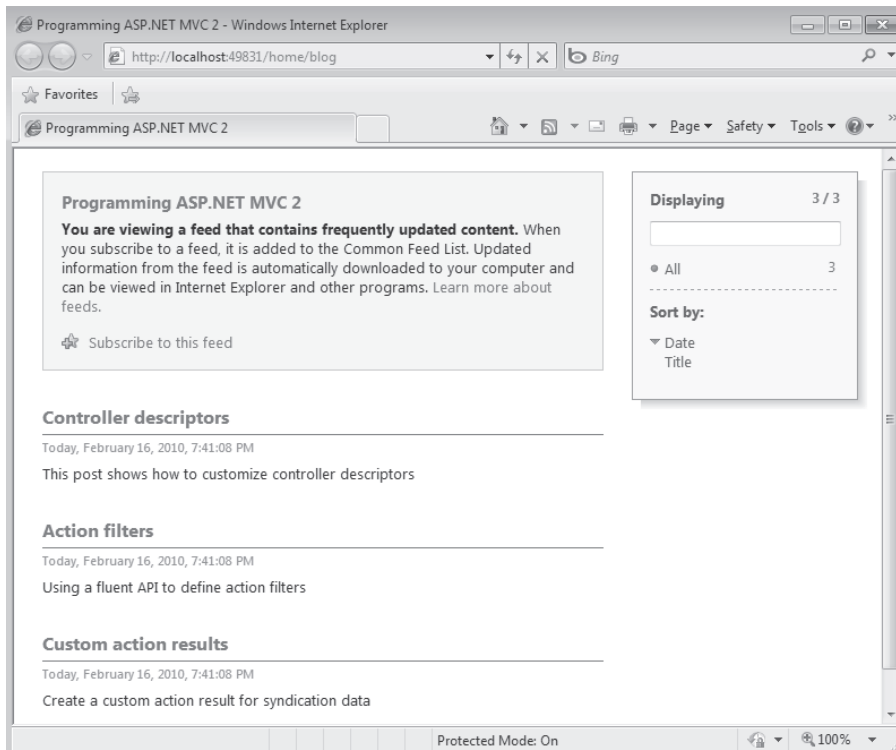 Programming ASP.NET MVC 2 - Windows Internet Explorer
http://localhost:49831/home/blog
Bing
Favorites
Programming ASP.NET MVC 2
Page
Safety
Tools
»
Programming ASP.NET MVC 2
You are viewing a feed that contains frequently updated content. When
you subscribe to a feed, it is added to the Common Feed List. Updated
information from the feed is automatically downloaded to your computer and
can be viewed in Internet Explorer and other programs. Learn more about
feeds.
Subscribe to this feed
Displaying 3 / 3
All 3
Sort by:
Date
Title
Controller descriptors
Today, February 16, 2010, 7:41:08 PM
This post shows how to customize controller descriptors
Action filters
Today, February 16, 2010, 7:41:08 PM
Using a fluent API to define action filters
Custom action results
Today, February 16, 2010, 7:41:08 PM
Create a custom action result for syndication data
Protected Mode: On
100%